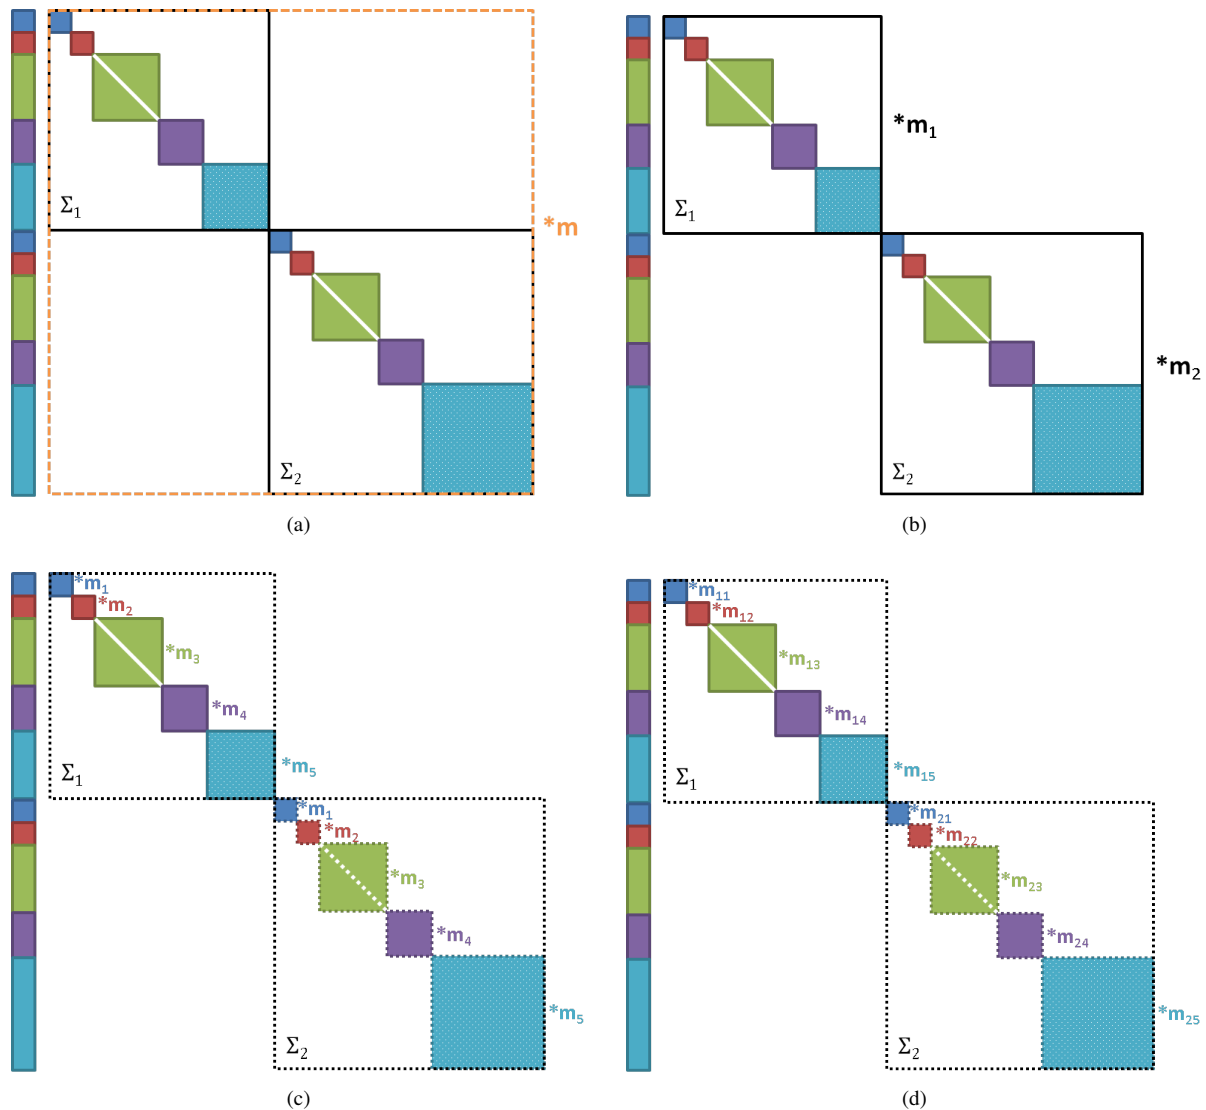 Σ₁
*m
Σ₂
(a)
*m₁
Σ₁
*m₂
Σ₂
(b)
*m₁
*m₂
*m₃
*m₄
*m₅
Σ₁
*m₁
*m₂
*m₃
*m₄
*m₅
Σ₂
(c)
*m₁₁
*m₁₂
*m₁₃
*m₁₄
*m₁₅
Σ₁
*m₂₁
*m₂₂
*m₂₃
*m₂₄
*m₂₅
Σ₂
(d)